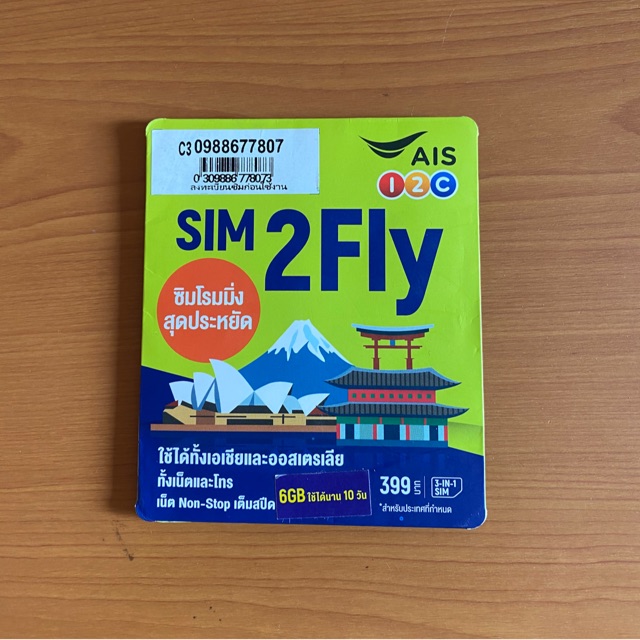 C3 0988677807
0 309886 778073
ลงทะเบียนซิมก่อนใช้งาน
AIS
12C
SIM 2Fly
ซิมโรมมิ่ง
สุดประหยัด
ใช้ได้ทั้งเอเชียและออสเตรเลีย
ทั้งเน็ตและโทร
เน็ต Non-Stop เต็มสปีด
6GB ใช้ได้นาน 10 วัน
399 บาท
3-IN-1
SIM
*สำหรับประเทศที่กำหนด